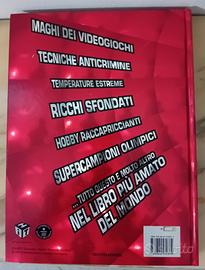 MAGHI DEI VIDEOGIOCHI
TECNICHE ANTICRIMINE
TEMPERATURE ESTREME
RICCHI SFONDATI
HOBBY RACCAPRICCIANTI
SUPERCAMPIONI OLIMPICI
...TUTTO QUESTO E MOLTO ALTRO
NEL LIBRO PIÙ AMATO
DEL MONDO